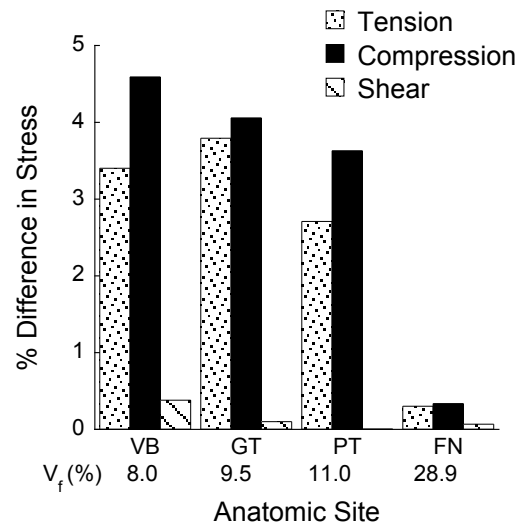 Tension
Compression
Shear
% Difference in Stress
5
4
3
2
1
0
VB GT PT FN
V_f (%) 8.0 9.5 11.0 28.9
Anatomic Site